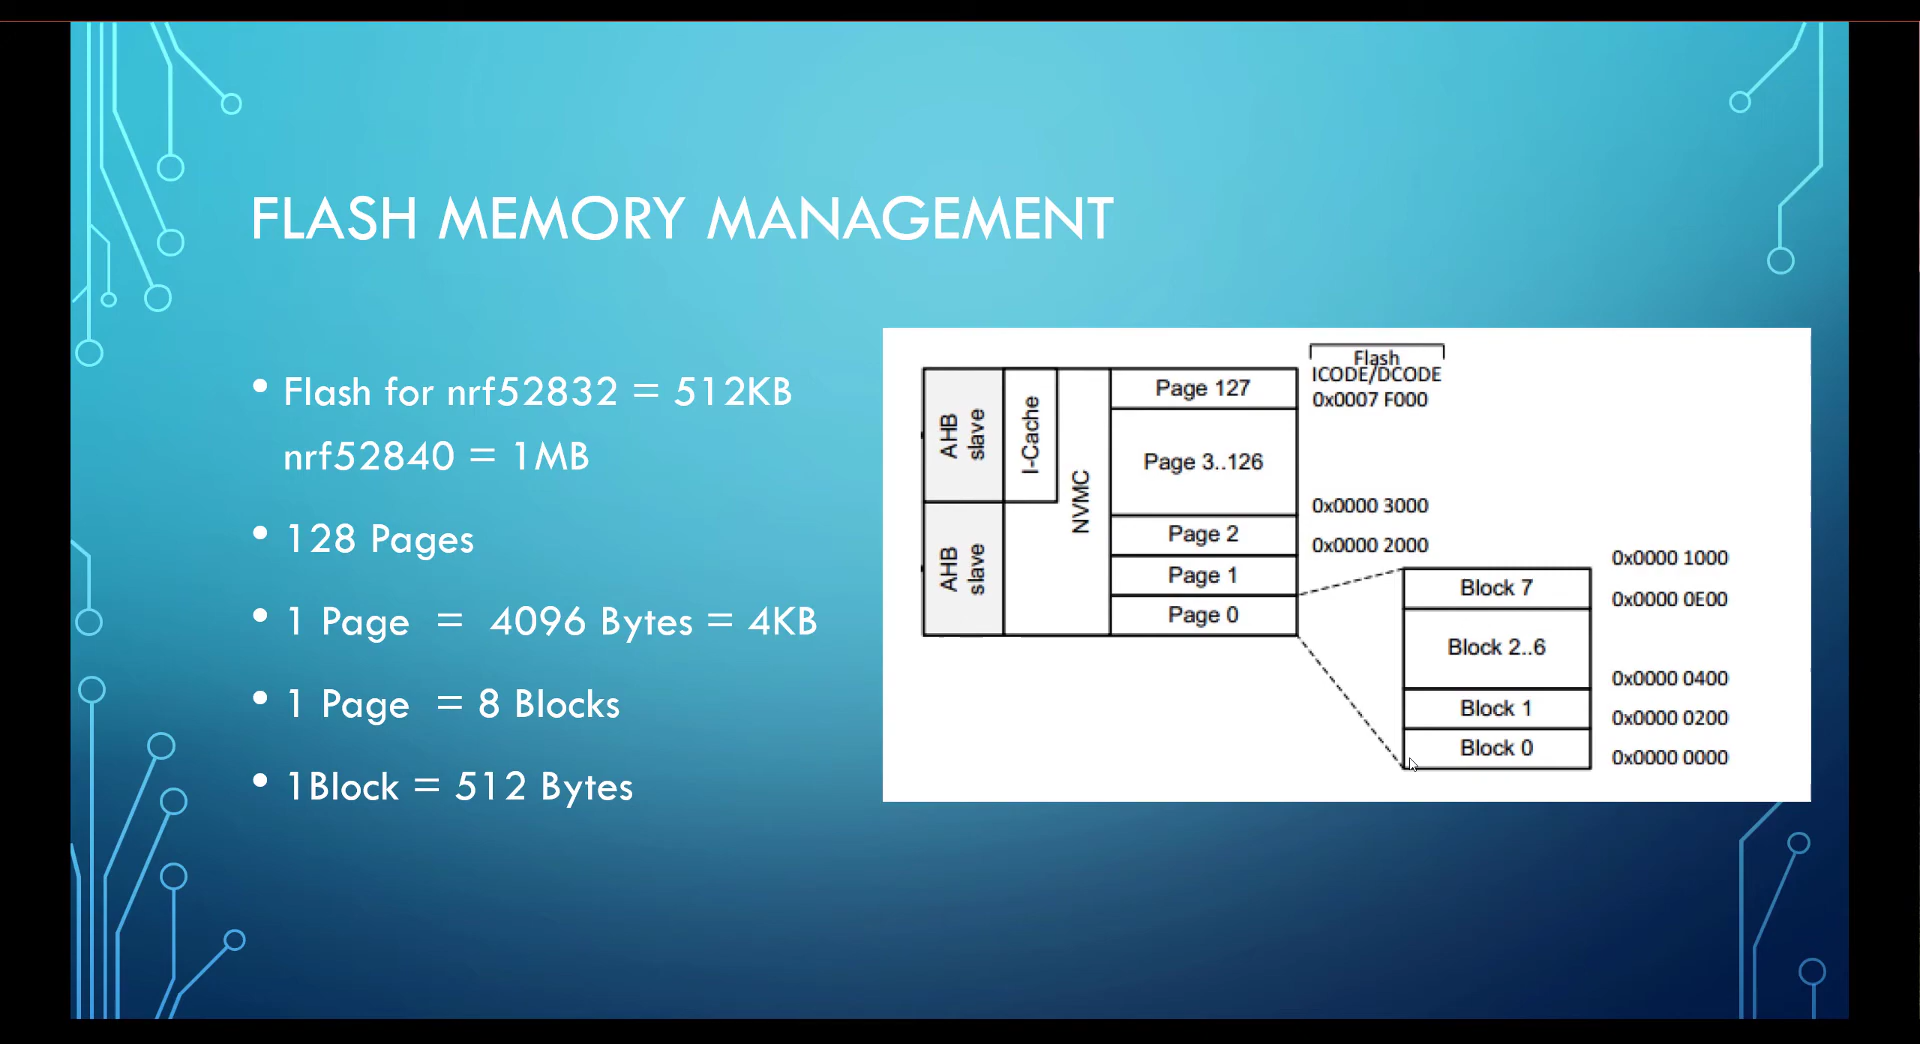 FLASH MEMORY MANAGEMENT
• Flash for nrf52832 = 512KB
nrf52840 = 1MB
• 128 Pages
• 1 Page = 4096 Bytes = 4KB
• 1 Page = 8 Blocks
• 1Block = 512 Bytes
AHB slave
I-Cache
AHB slave
NVMC
Page 127
Page 3..126
Page 2
Page 1
Page 0
Flash
ICODE/DCODE
0x0007 F000
0x0000 3000
0x0000 2000
Block 7
Block 2..6
Block 1
Block 0
0x0000 1000
0x0000 0E00
0x0000 0400
0x0000 0200
0x0000 0000